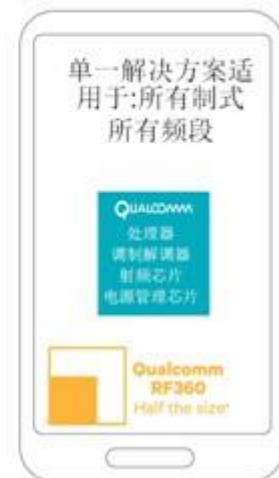 单一解决方案适
用于:所有制式
所有频段
QUALCOMM
处理器
调制解调器
射频芯片
电源管理芯片
Qualcomm
RF360
Half the size*